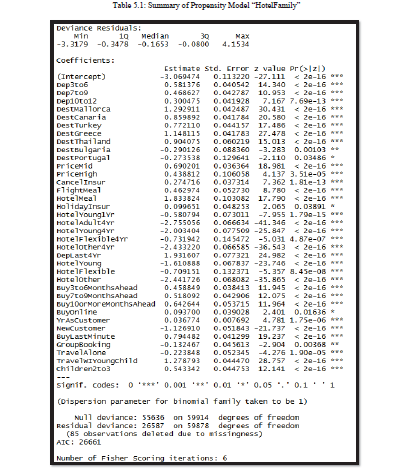 Table 5.1: Summary of Propensity Model "HotelFamily"
Deviance Residuals:
Min 1Q Median 3Q Max
-3.3179 -0.3478 -0.1653 -0.0800 4.1534
Coefficients:
Estimate Std. Error z value Pr(>|z|)
(Intercept) -3.069474 0.113220 -27.111 < 2e-16 ***
Dep3to6 0.581376 0.040542 14.340 < 2e-16 ***
Dep7to9 0.468627 0.042787 10.953 < 2e-16 ***
Dep10to12 0.300475 0.041928 7.167 7.69e-13 ***
DestMallorca 1.292911 0.042487 30.431 < 2e-16 ***
DestCanaria 0.859892 0.041784 20.580 < 2e-16 ***
DestTurkey 0.772110 0.044157 17.486 < 2e-16 ***
DestGreece 1.148115 0.041783 27.478 < 2e-16 ***
DestThailand 0.904075 0.060219 15.013 < 2e-16 ***
DestBulgaria -0.290126 0.088360 -3.283 0.00103 **
DestPortugal -0.273538 0.129641 -2.110 0.03486 *
PriceMid 0.690201 0.036364 18.981 < 2e-16 ***
PriceHigh 0.438812 0.106058 4.137 3.51e-05 ***
CancelInsur 0.274716 0.037314 7.362 1.81e-13 ***
FlightMeal 0.462974 0.052730 8.780 < 2e-16 ***
HotelMeal 1.833824 0.103082 17.790 < 2e-16 ***
HolidayInsur 0.099651 0.048253 2.065 0.03891 *
HotelYoung1Yr -0.580794 0.073011 -7.955 1.79e-15 ***
HotelAdult4Yr -2.755056 0.066634 -41.346 < 2e-16 ***
HotelYoung4Yr -2.003404 0.077509 -25.847 < 2e-16 ***
HotelFlexible4Yr -0.731942 0.145472 -5.031 4.87e-07 ***
HotelOther4Yr -2.433220 0.066585 -36.543 < 2e-16 ***
DepLast4Yr 1.931607 0.077321 24.982 < 2e-16 ***
HotelYoung -1.610888 0.067837 -23.746 < 2e-16 ***
HotelFlexible -0.709151 0.132371 -5.357 8.45e-08 ***
HotelOther -2.441726 0.068082 -35.865 < 2e-16 ***
Buy3to6MonthsAhead 0.458849 0.038413 11.945 < 2e-16 ***
Buy7to9MonthsAhead 0.518092 0.042906 12.075 < 2e-16 ***
Buy10orMoreMonthsAhead 0.642644 0.053715 11.964 < 2e-16 ***
BuyOnline 0.093700 0.039028 2.401 0.01636 *
YrAsCustomer 0.036774 0.007692 4.781 1.75e-06 ***
NewCustomer -1.126910 0.051843 -21.737 < 2e-16 ***
BuyLastMinute 0.794482 0.041299 19.237 < 2e-16 ***
GroupBooking -0.132467 0.045613 -2.904 0.00368 **
TravelAlone -0.223848 0.052345 -4.276 1.90e-05 ***
TravelWYoungChild 1.278793 0.044470 28.757 < 2e-16 ***
Children2to3 0.543342 0.044753 12.141 < 2e-16 ***
---
Signif. codes: 0 '***' 0.001 '**' 0.01 '*' 0.05 '.' 0.1 ' ' 1
(Dispersion parameter for binomial family taken to be 1)
Null deviance: 55636 on 59914 degrees of freedom
Residual deviance: 26587 on 59878 degrees of freedom
(85 observations deleted due to missingness)
AIC: 26661
Number of Fisher Scoring iterations: 6